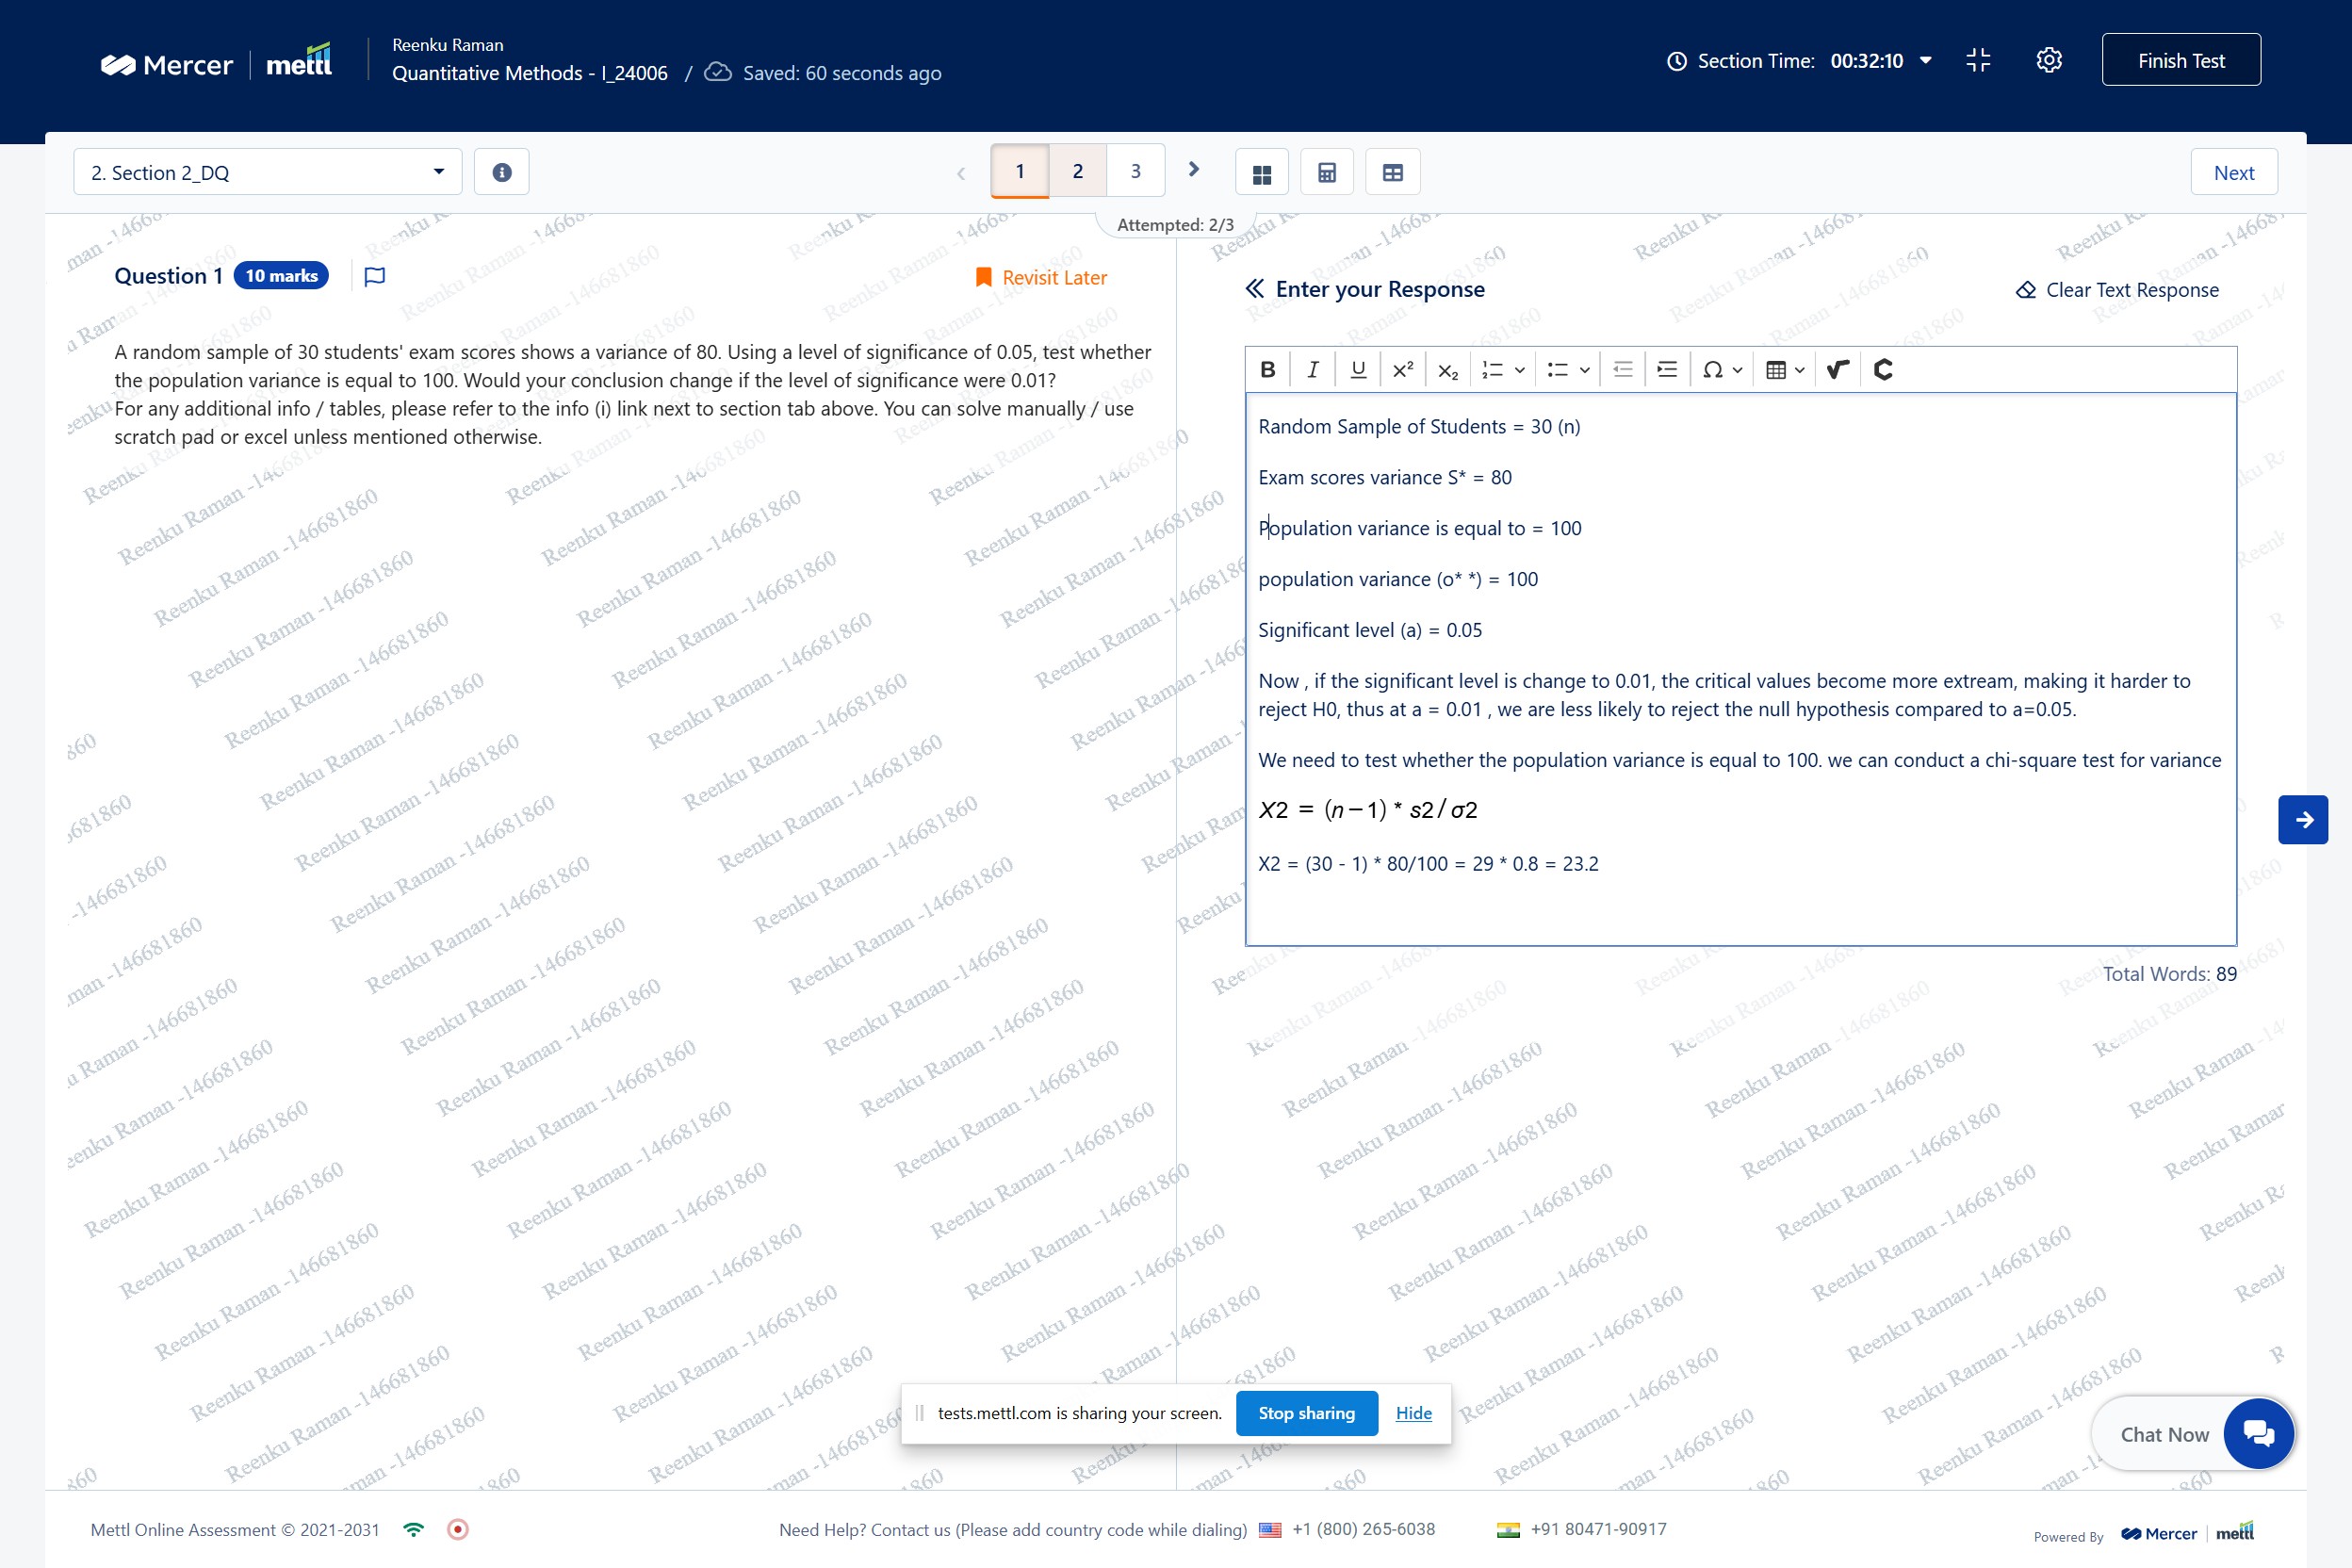 Mercer | mettl
Reenku Raman
Quantitative Methods - I_24006 / Saved: 60 seconds ago
Section Time: 00:32:10
Finish Test
2. Section 2_DQ
1 2 3
Next
Attempted: 2/3
Question 1 10 marks
Revisit Later
A random sample of 30 students' exam scores shows a variance of 80. Using a level of significance of 0.05, test whether
the population variance is equal to 100. Would your conclusion change if the level of significance were 0.01?
For any additional info / tables, please refer to the info (i) link next to section tab above. You can solve manually / use
scratch pad or excel unless mentioned otherwise.
Enter your Response
Clear Text Response
B I U x² x₂ Ω
Random Sample of Students = 30 (n)
Exam scores variance S* = 80
Population variance is equal to = 100
population variance (o* *) = 100
Significant level (a) = 0.05
Now , if the significant level is change to 0.01, the critical values become more extream, making it harder to
reject H0, thus at a = 0.01 , we are less likely to reject the null hypothesis compared to a=0.05.
We need to test whether the population variance is equal to 100. we can conduct a chi-square test for variance
X2 = (n−1) * s2/σ2
X2 = (30 - 1) * 80/100 = 29 * 0.8 = 23.2
Total Words: 89
Reenku Raman -146681860
tests.mettl.com is sharing your screen.
Stop sharing
Hide
Chat Now
Mettl Online Assessment © 2021-2031
Need Help? Contact us (Please add country code while dialing) +1 (800) 265-6038 +91 80471-90917
Powered By Mercer | mettl